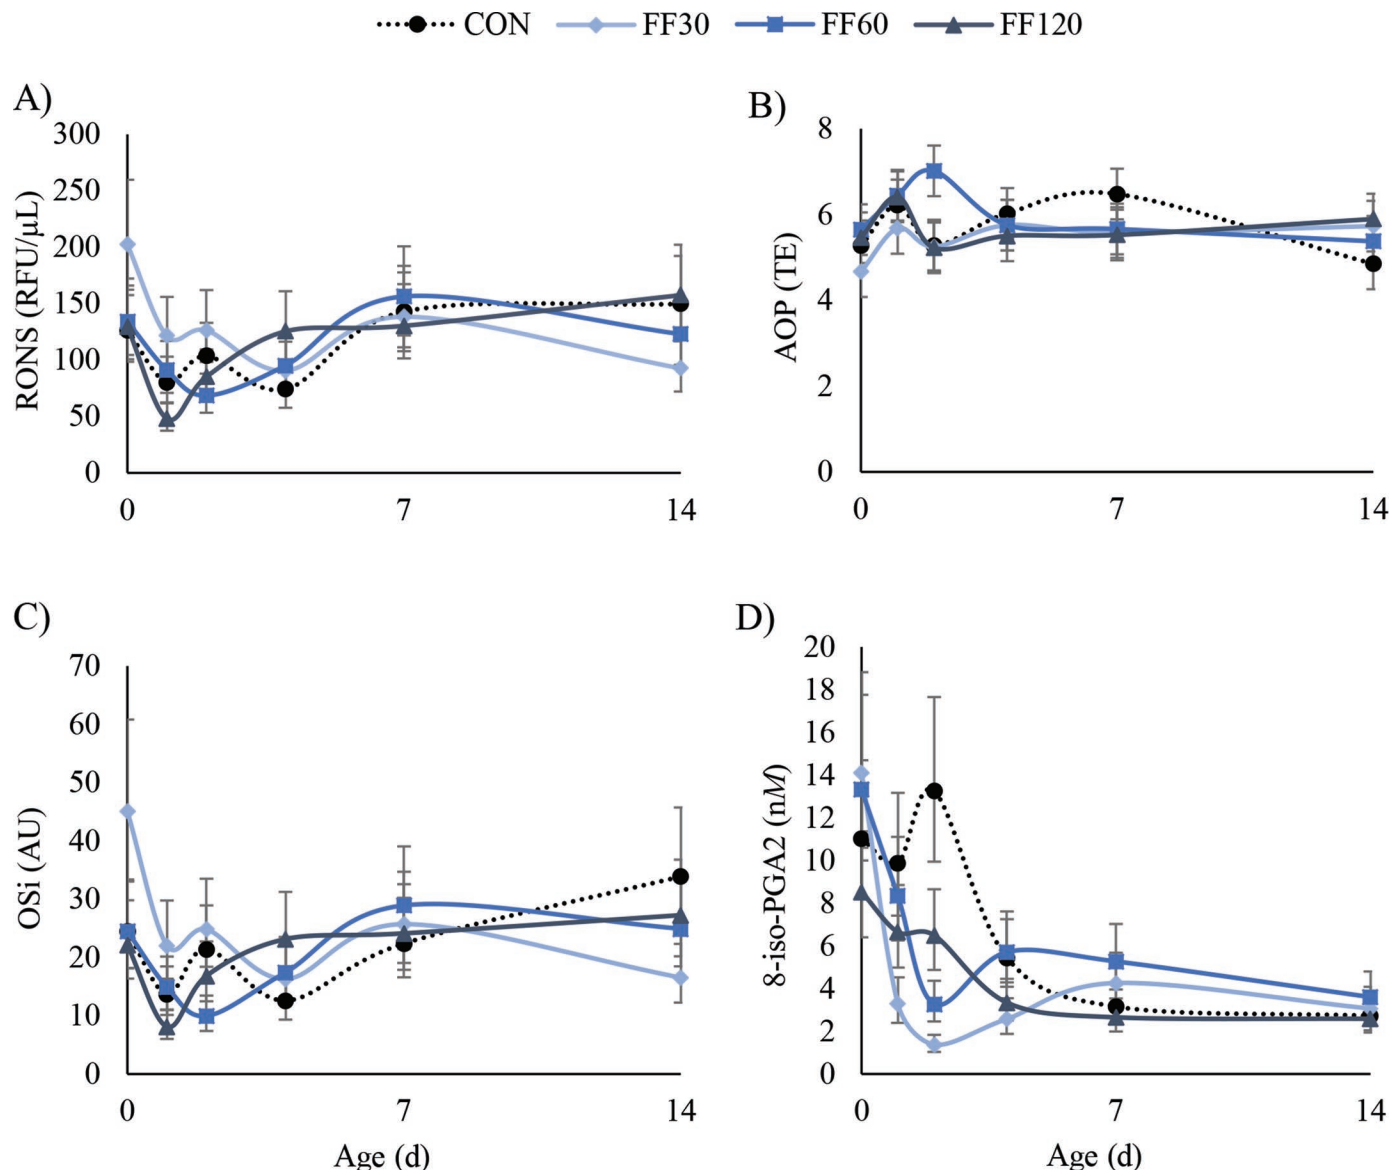 CON FF30 FF60 FF120
A)
300
250
200
150
100
50
0
RONS (RFU/µL)
0 7 14
B)
8
6
4
2
0
AOP (TE)
0 7 14
C)
70
60
50
40
30
20
10
0
OSi (AU)
0 7 14
Age (d)
D)
20
18
16
14
12
10
8
6
4
2
0
8-iso-PGA2 (nM)
0 7 14
Age (d)